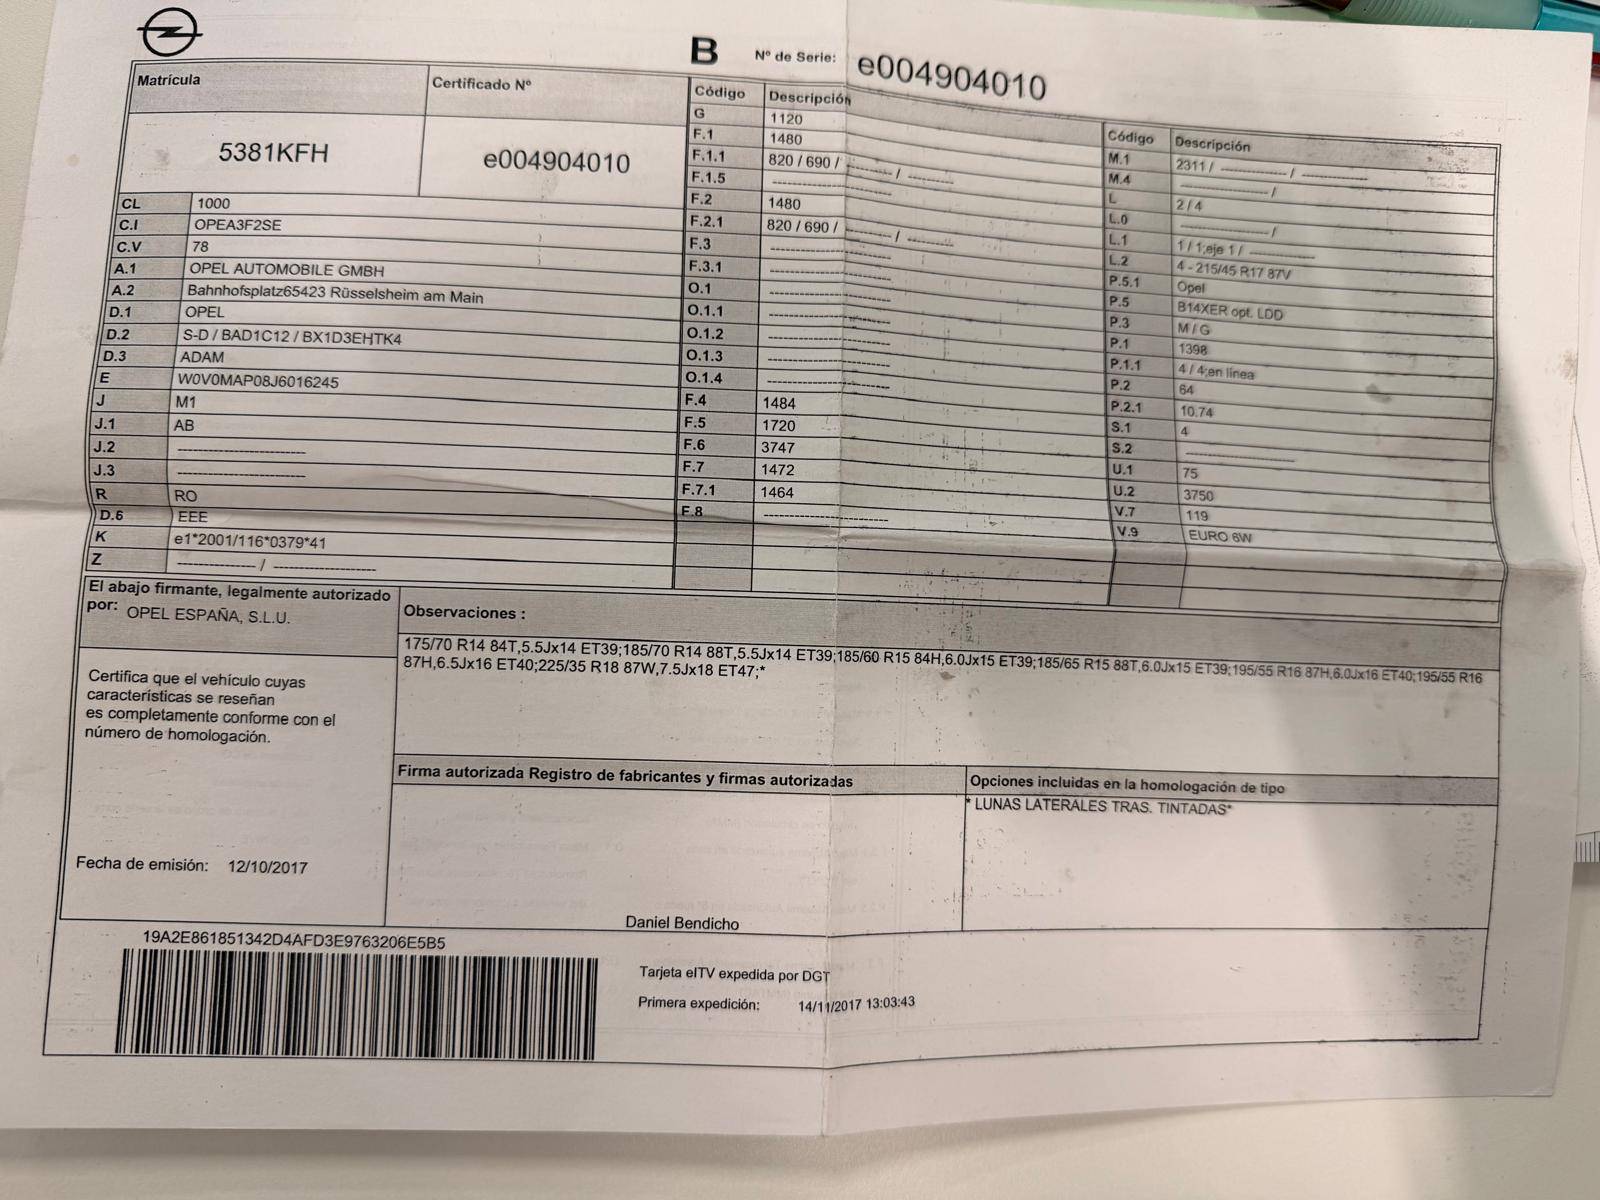 B Nº de Serie: e004904010
Matrícula Certificado Nº
5381KFH e004904010
CL 1000
C.I OPEA3F2SE
C.V 78
A.1 OPEL AUTOMOBILE GMBH
A.2 Bahnhofsplatz65423 Rüsselsheim am Main
D.1 OPEL
D.2 S-D / BAD1C12 / BX1D3EHTK4
D.3 ADAM
E W0V0MAP08J6016245
J M1
J.1 AB
J.2 -----------------------
J.3 -----------------------
R RO
D.6 EEE
K e1*2001/116*0379*41
Z -------------- / ------------------
Código Descripción
G 1120
F.1 1480
F.1.1 820 / 690 / -------- / --------
F.1.5 ---------------------
F.2 1480
F.2.1 820 / 690 / -------- / --------
F.3 ---------------------
F.3.1 ---------------------
O.1 ---------------------
O.1.1 ---------------------
O.1.2 ---------------------
O.1.3 ---------------------
O.1.4 ---------------------
F.4 1484
F.5 1720
F.6 3747
F.7 1472
F.7.1 1464
F.8 ---------------------
Código Descripción
M.1 2311 / ------------ / ------------
M.4 --------------- /
L 2 / 4
L.0 --------------- /
L.1 1 / 1;eje 1 / ------------
L.2 4 - 215/45 R17 87V
P.5.1 Opel
P.5 B14XER opt. LDD
P.3 M / G
P.1 1398
P.1.1 4 / 4;en línea
P.2 64
P.2.1 10.74
S.1 4
S.2 --------------------
U.1 75
U.2 3750
V.7 119
V.9 EURO 6W
El abajo firmante, legalmente autorizado
por: OPEL ESPAÑA, S.L.U.
Certifica que el vehículo cuyas
características se reseñan
es completamente conforme con el
número de homologación.
Fecha de emisión: 12/10/2017
Observaciones :
175/70 R14 84T,5.5Jx14 ET39;185/70 R14 88T,5.5Jx14 ET39;185/60 R15 84H,6.0Jx15 ET39;185/65 R15 88T,6.0Jx15 ET39;195/55 R16 87H,6.0Jx16 ET40;195/55 R16
87H,6.5Jx16 ET40;225/35 R18 87W,7.5Jx18 ET47;*
Firma autorizada Registro de fabricantes y firmas autorizadas
Daniel Bendicho
Opciones incluidas en la homologación de tipo
* LUNAS LATERALES TRAS. TINTADAS*
19A2E861851342D4AFD3E9763206E5B5
Tarjeta eITV expedida por DGT
Primera expedición: 14/11/2017 13:03:43